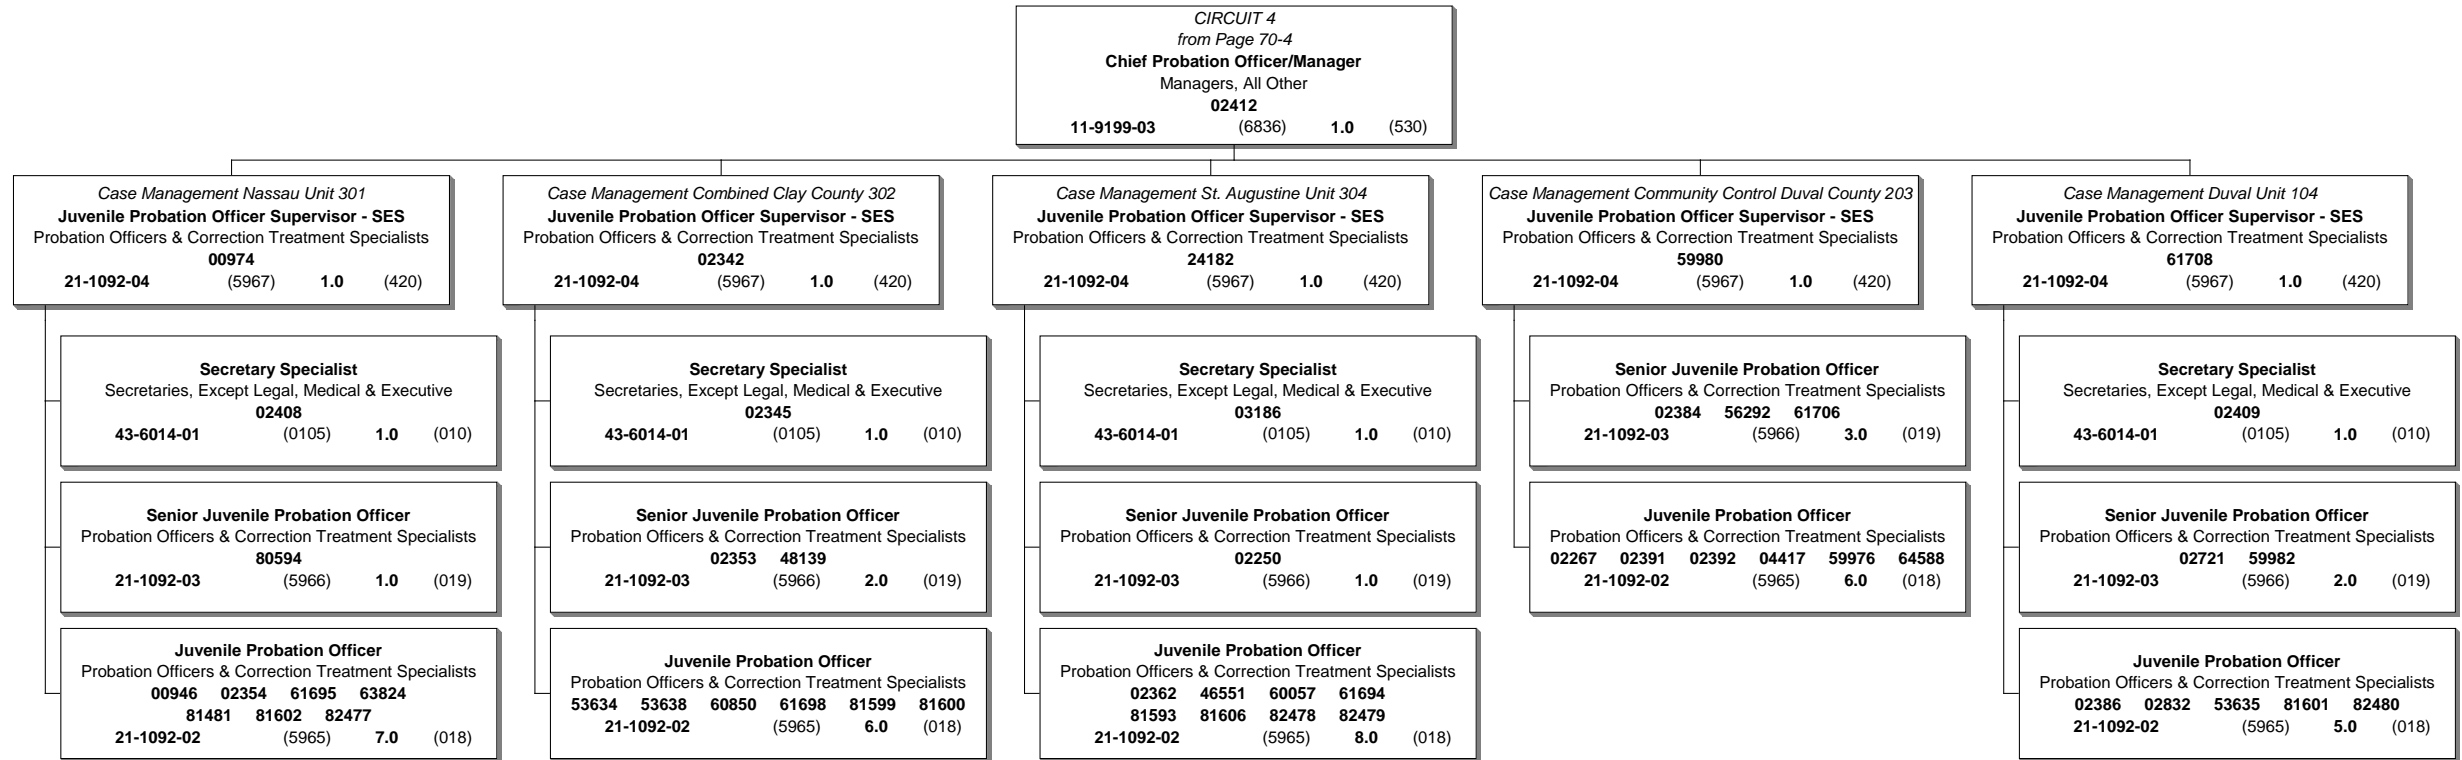 CIRCUIT 4
from Page 70-4
Chief Probation Officer/Manager
Managers, All Other
02412
11-9199-03 (6836) 1.0 (530)
Case Management Nassau Unit 301
Juvenile Probation Officer Supervisor - SES
Probation Officers & Correction Treatment Specialists
00974
21-1092-04 (5967) 1.0 (420)
Secretary Specialist
Secretaries, Except Legal, Medical & Executive
02408
43-6014-01 (0105) 1.0 (010)
Senior Juvenile Probation Officer
Probation Officers & Correction Treatment Specialists
80594
21-1092-03 (5966) 1.0 (019)
Juvenile Probation Officer
Probation Officers & Correction Treatment Specialists
00946 02354 61695 63824
81481 81602 82477
21-1092-02 (5965) 7.0 (018)
Case Management Combined Clay County 302
Juvenile Probation Officer Supervisor - SES
Probation Officers & Correction Treatment Specialists
02342
21-1092-04 (5967) 1.0 (420)
Secretary Specialist
Secretaries, Except Legal, Medical & Executive
02345
43-6014-01 (0105) 1.0 (010)
Senior Juvenile Probation Officer
Probation Officers & Correction Treatment Specialists
02353 48139
21-1092-03 (5966) 2.0 (019)
Juvenile Probation Officer
Probation Officers & Correction Treatment Specialists
53634 53638 60850 61698 81599 81600
21-1092-02 (5965) 6.0 (018)
Case Management St. Augustine Unit 304
Juvenile Probation Officer Supervisor - SES
Probation Officers & Correction Treatment Specialists
24182
21-1092-04 (5967) 1.0 (420)
Secretary Specialist
Secretaries, Except Legal, Medical & Executive
03186
43-6014-01 (0105) 1.0 (010)
Senior Juvenile Probation Officer
Probation Officers & Correction Treatment Specialists
02250
21-1092-03 (5966) 1.0 (019)
Juvenile Probation Officer
Probation Officers & Correction Treatment Specialists
02362 46551 60057 61694
81593 81606 82478 82479
21-1092-02 (5965) 8.0 (018)
Case Management Community Control Duval County 203
Juvenile Probation Officer Supervisor - SES
Probation Officers & Correction Treatment Specialists
59980
21-1092-04 (5967) 1.0 (420)
Senior Juvenile Probation Officer
Probation Officers & Correction Treatment Specialists
02384 56292 61706
21-1092-03 (5966) 3.0 (019)
Juvenile Probation Officer
Probation Officers & Correction Treatment Specialists
02267 02391 02392 04417 59976 64588
21-1092-02 (5965) 6.0 (018)
Case Management Duval Unit 104
Juvenile Probation Officer Supervisor - SES
Probation Officers & Correction Treatment Specialists
61708
21-1092-04 (5967) 1.0 (420)
Secretary Specialist
Secretaries, Except Legal, Medical & Executive
02409
43-6014-01 (0105) 1.0 (010)
Senior Juvenile Probation Officer
Probation Officers & Correction Treatment Specialists
02721 59982
21-1092-03 (5966) 2.0 (019)
Juvenile Probation Officer
Probation Officers & Correction Treatment Specialists
02386 02832 53635 81601 82480
21-1092-02 (5965) 5.0 (018)